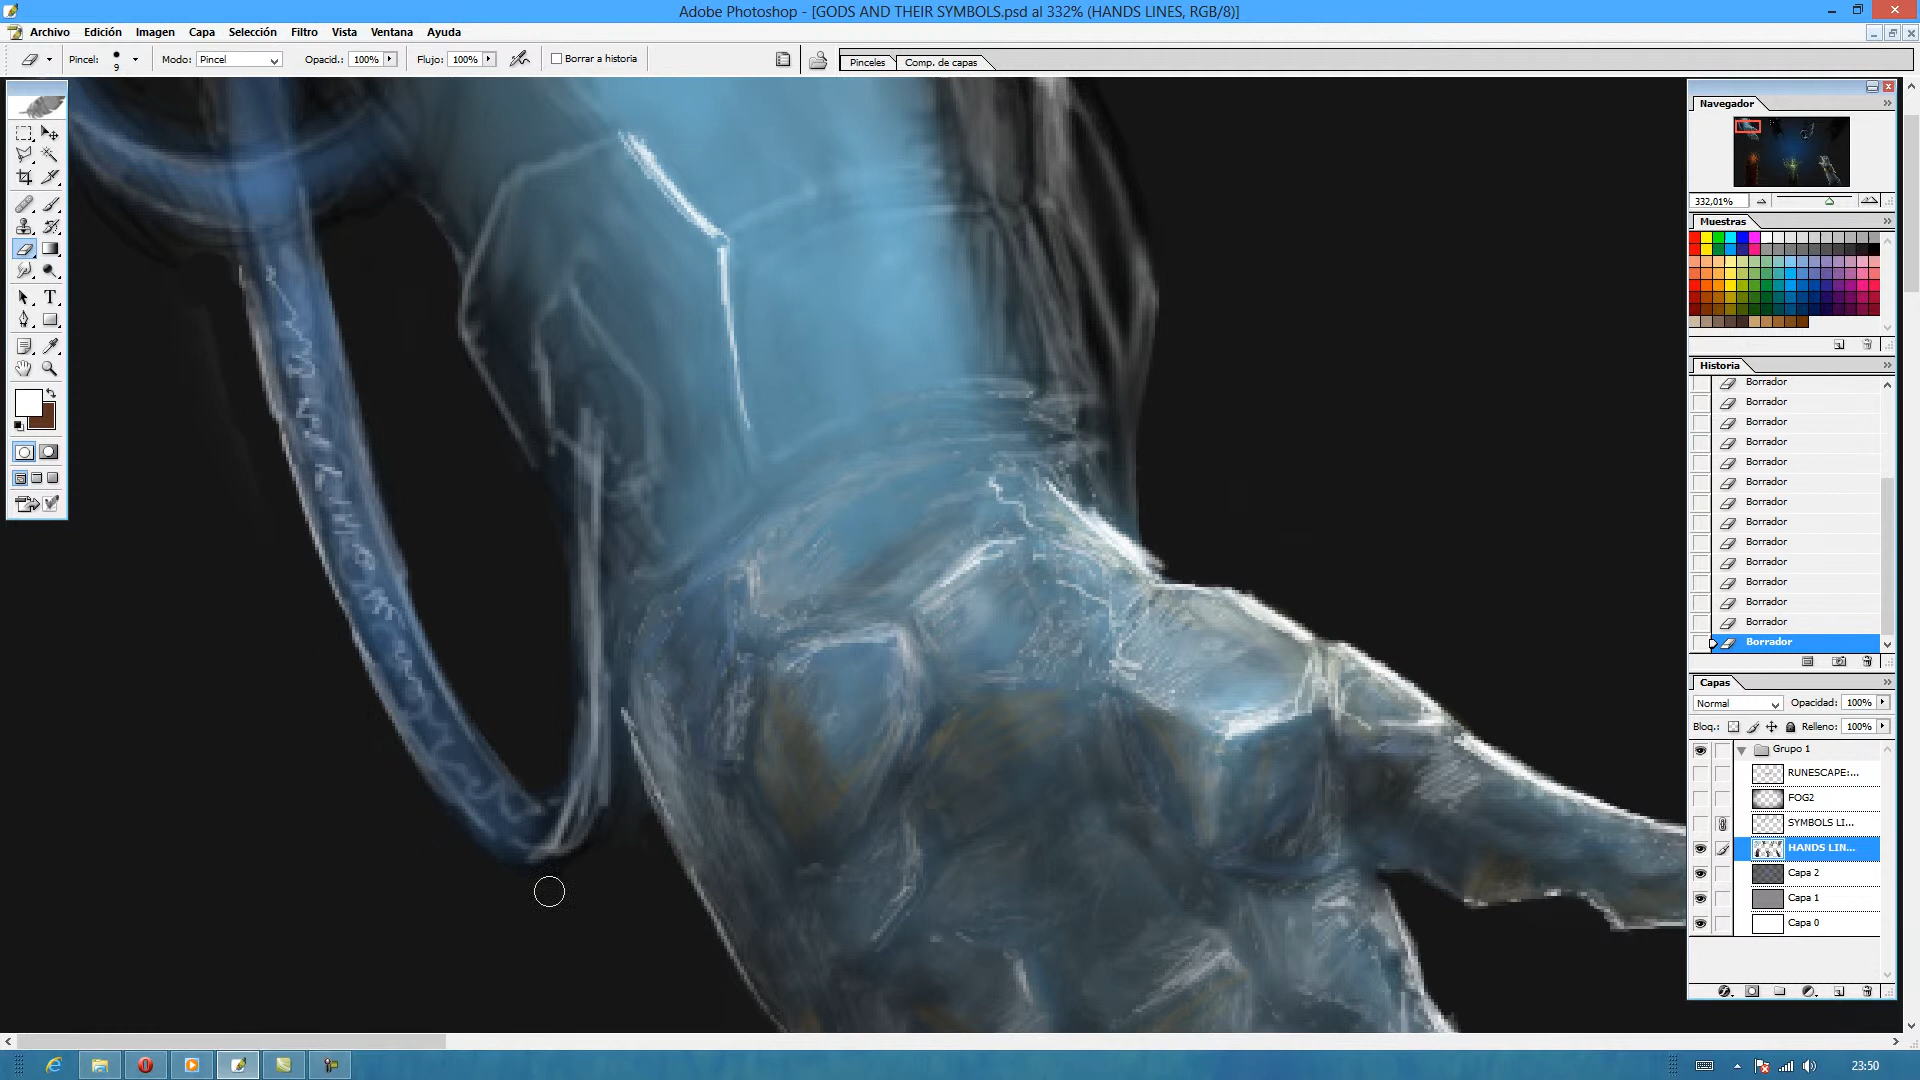 Adobe Photoshop - [GODS AND THEIR SYMBOLS.psd al 332% (HANDS LINES, RGB/8)]
Archivo Edición Imagen Capa Selección Filtro Vista Ventana Ayuda
Pincel: 9 Modo: Pincel Opacid.: 100% Flujo: 100% Borrar a historia Pinceles Comp. de capas
Navegador
332,01%
Muestras
Historia
Borrador
Borrador
Borrador
Borrador
Borrador
Borrador
Borrador
Borrador
Borrador
Borrador
Borrador
Borrador
Borrador
Borrador
Capas
Normal Opacidad: 100%
Bloq.: Relleno: 100%
Grupo 1
RUNESCAPE:...
FOG2
SYMBOLS LI...
HANDS LIN...
Capa 2
Capa 1
Capa 0
23:50